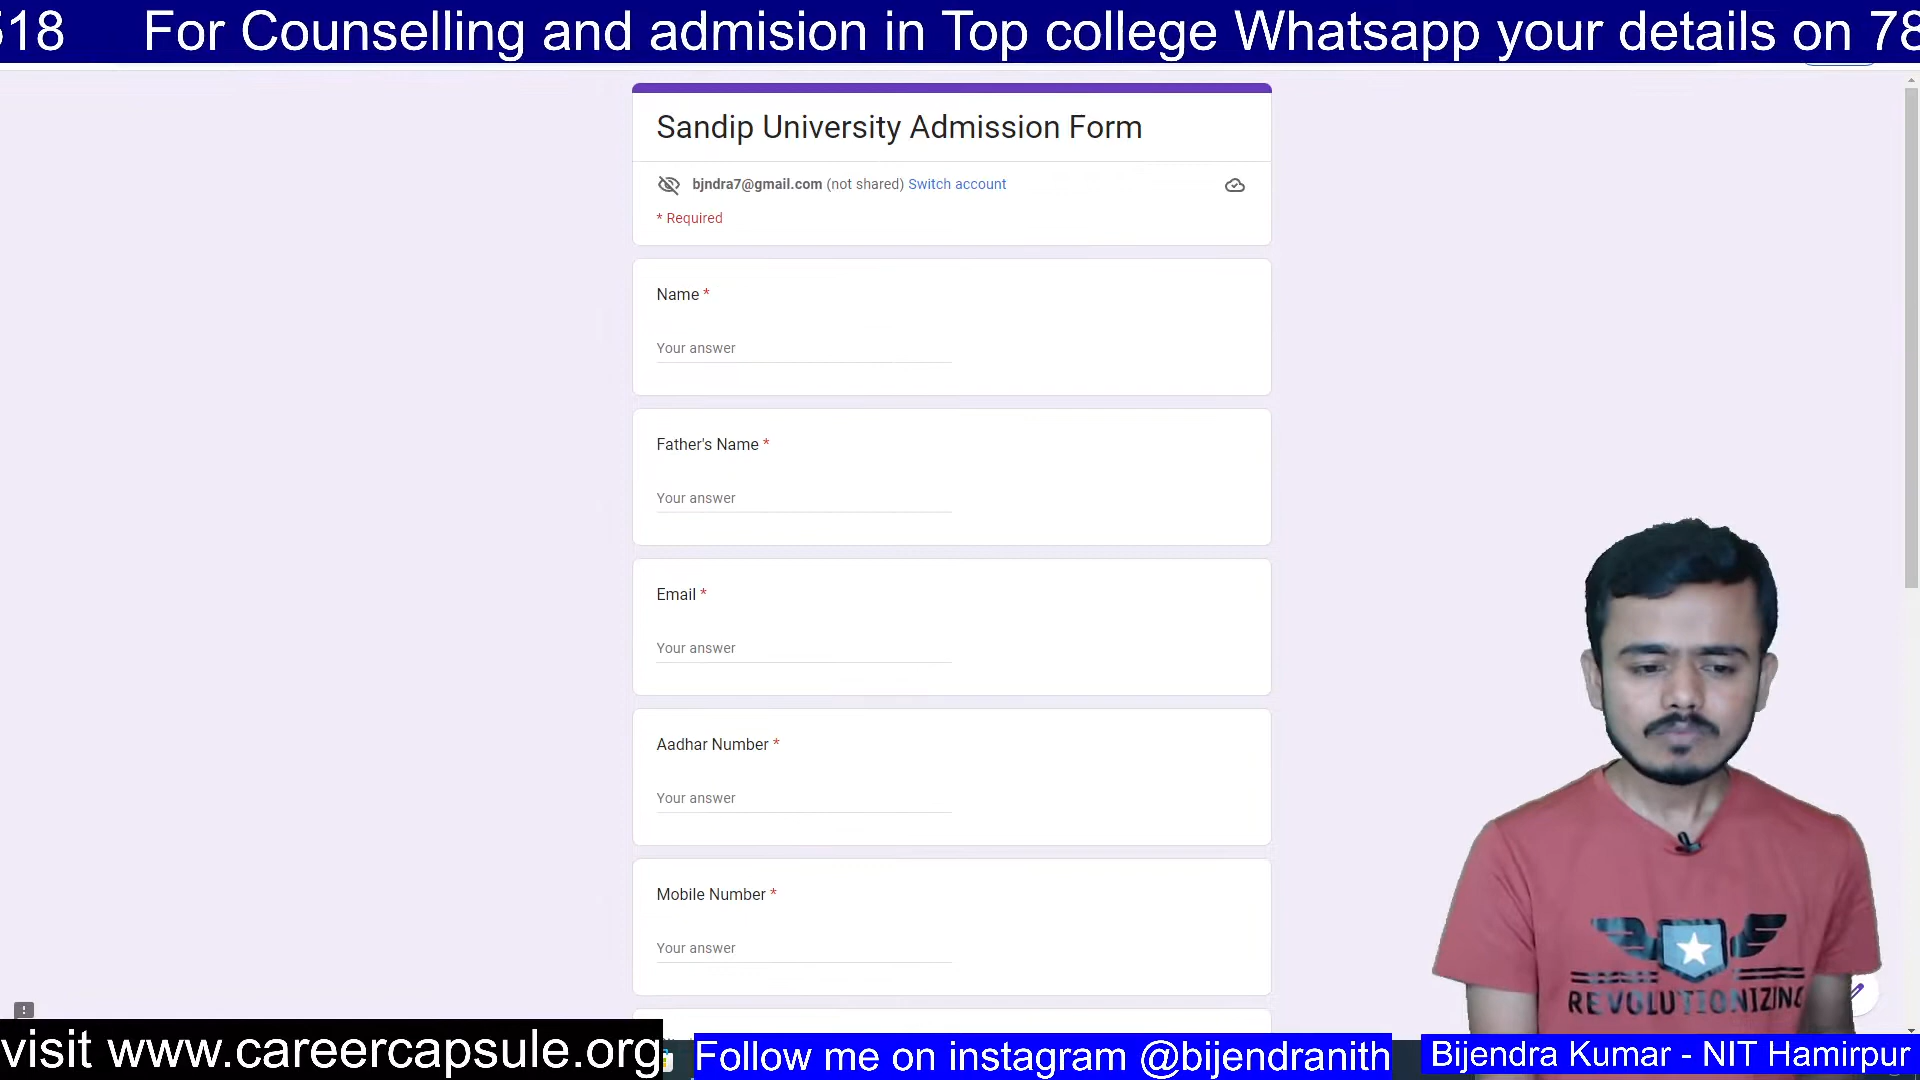 518 For Counselling and admision in Top college Whatsapp your details on 78
Sandip University Admission Form
bjndra7@gmail.com (not shared) Switch account
* Required
Name *
Your answer
Father's Name *
Your answer
Email *
Your answer
Aadhar Number *
Your answer
Mobile Number *
Your answer
REVOLUTIONIZING
visit www.careercapsule.org
Follow me on instagram @bijendranith
Bijendra Kumar - NIT Hamirpur